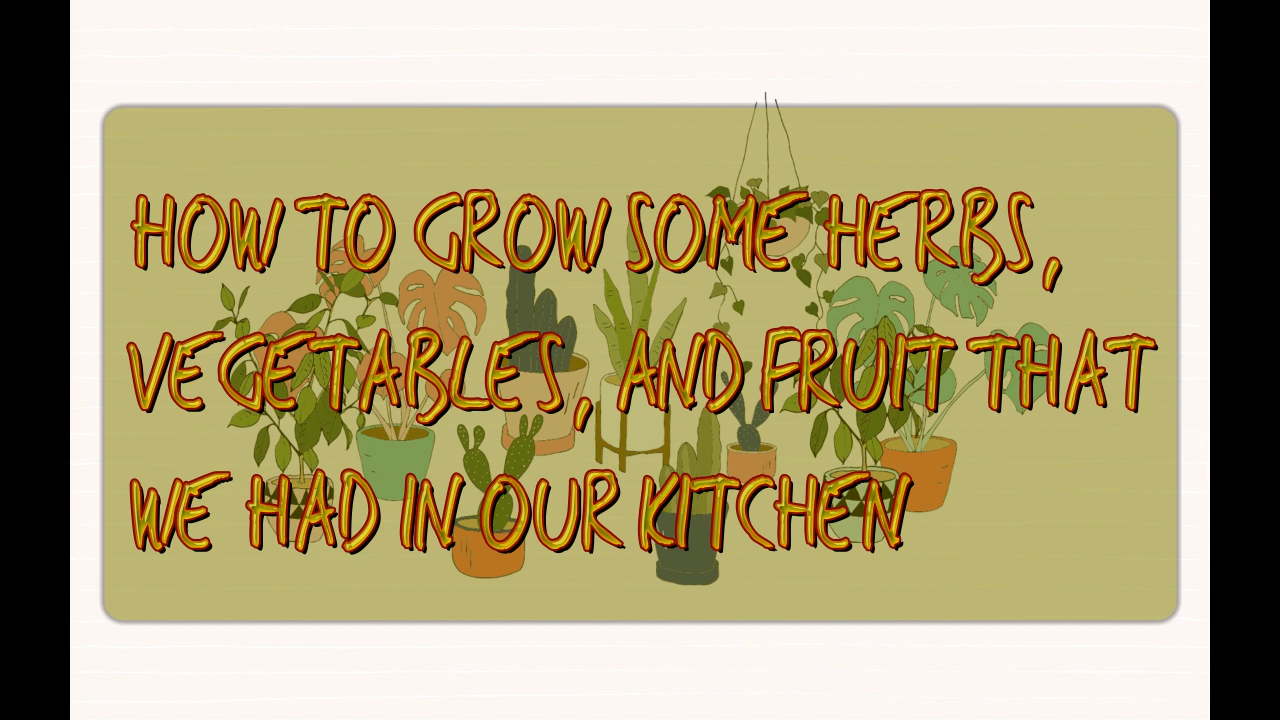 HOW TO GROW SOME HERBS,
VEGETABLES, AND FRUIT THAT
WE HAD IN OUR KITCHEN